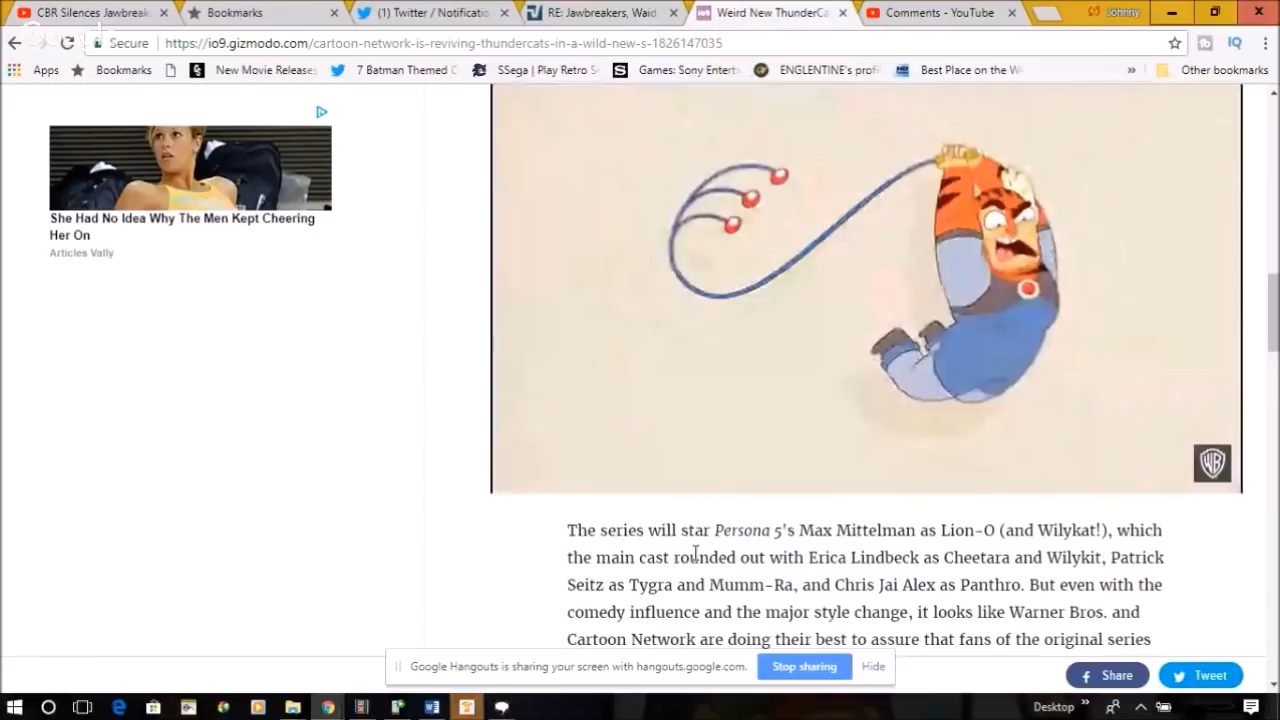 CBR Silences Jawbreak
Bookmarks
(1) Twitter / Notificatio
RE: Jawbreakers, Waid,
Weird New ThunderCa
Comments - YouTube
Johnny
Secure
https://io9.gizmodo.com/cartoon-network-is-reviving-thundercats-in-a-wild-new-s-1826147035
IQ
Apps
Bookmarks
New Movie Releases
7 Batman Themed C
SSega | Play Retro S
Games: Sony Entert
ENGLENTINE's profi
Best Place on the W
»
Other bookmarks
She Had No Idea Why The Men Kept Cheering
Her On
Articles Vally
WB
The series will star Persona 5's Max Mittelman as Lion-O (and Wilykat!), which
the main cast rounded out with Erica Lindbeck as Cheetara and Wilykit, Patrick
Seitz as Tygra and Mumm-Ra, and Chris Jai Alex as Panthro. But even with the
comedy influence and the major style change, it looks like Warner Bros. and
Cartoon Network are doing their best to assure that fans of the original series
Google Hangouts is sharing your screen with hangouts.google.com.
Stop sharing
Hide
Share
Tweet
Desktop
»